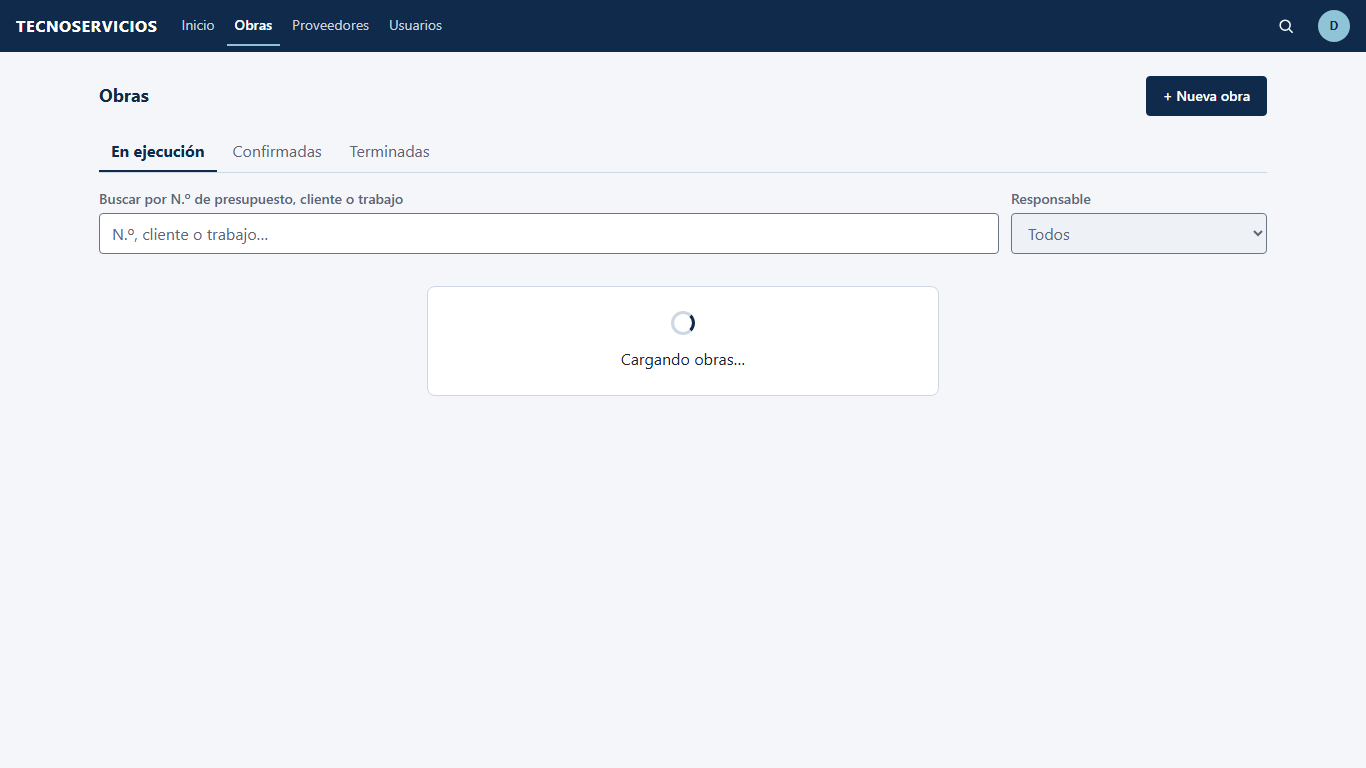 TECNOSERVICIOS Inicio Obras Proveedores Usuarios D
Obras + Nueva obra
En ejecución Confirmadas Terminadas
Buscar por N.º de presupuesto, cliente o trabajo Responsable
N.º, cliente o trabajo... Todos
Cargando obras...